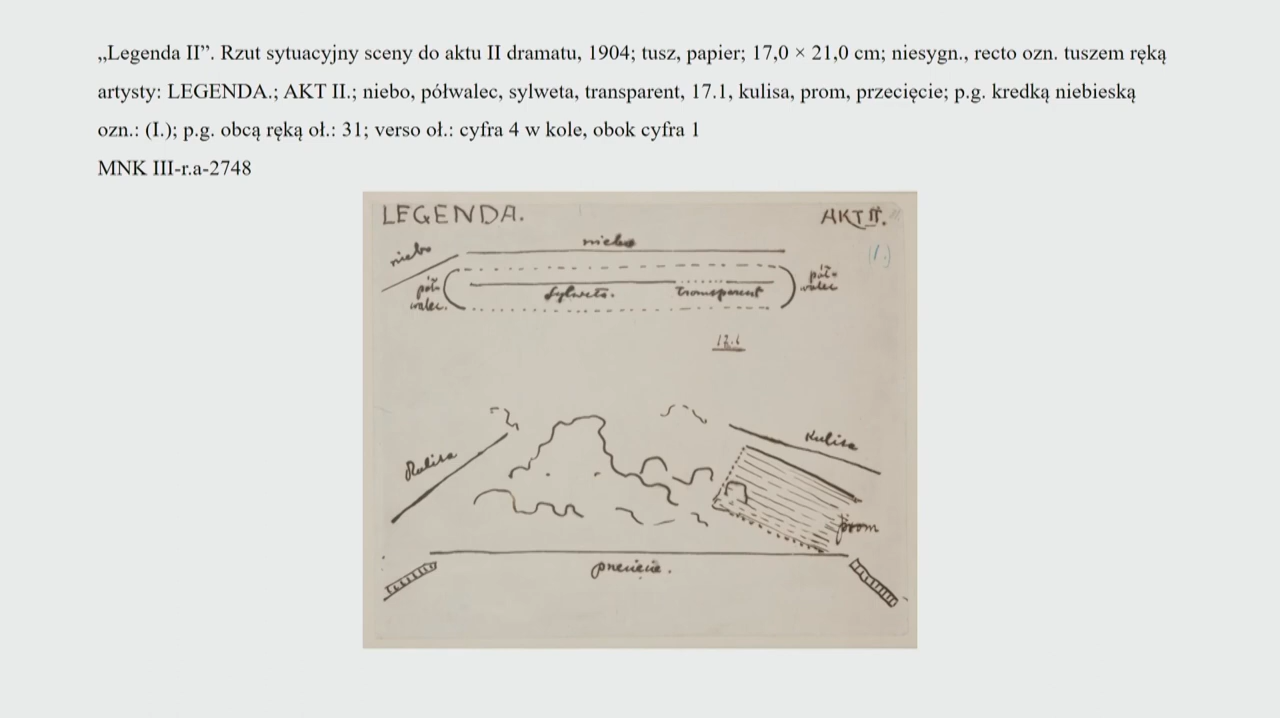 „Legenda II”. Rzut sytuacyjny sceny do aktu II dramatu, 1904; tusz, papier; 17,0 × 21,0 cm; niesygn., recto ozn. tuszem ręką
artysty: LEGENDA.; AKT II.; niebo, półwalec, sylweta, transparent, 17.1, kulisa, prom, przecięcie; p.g. kredką niebieską
ozn.: (I.); p.g. obcą ręką oł.: 31; verso oł.: cyfra 4 w kole, obok cyfra 1
MNK III-r.a-2748
LEGENDA.
AKT II.
(I.)
niebo
niebo
pół-
walec.
Sylweta.
transparent
pół-
walec
17.1
Kulisa
Kulisa
prom
przecięcie.